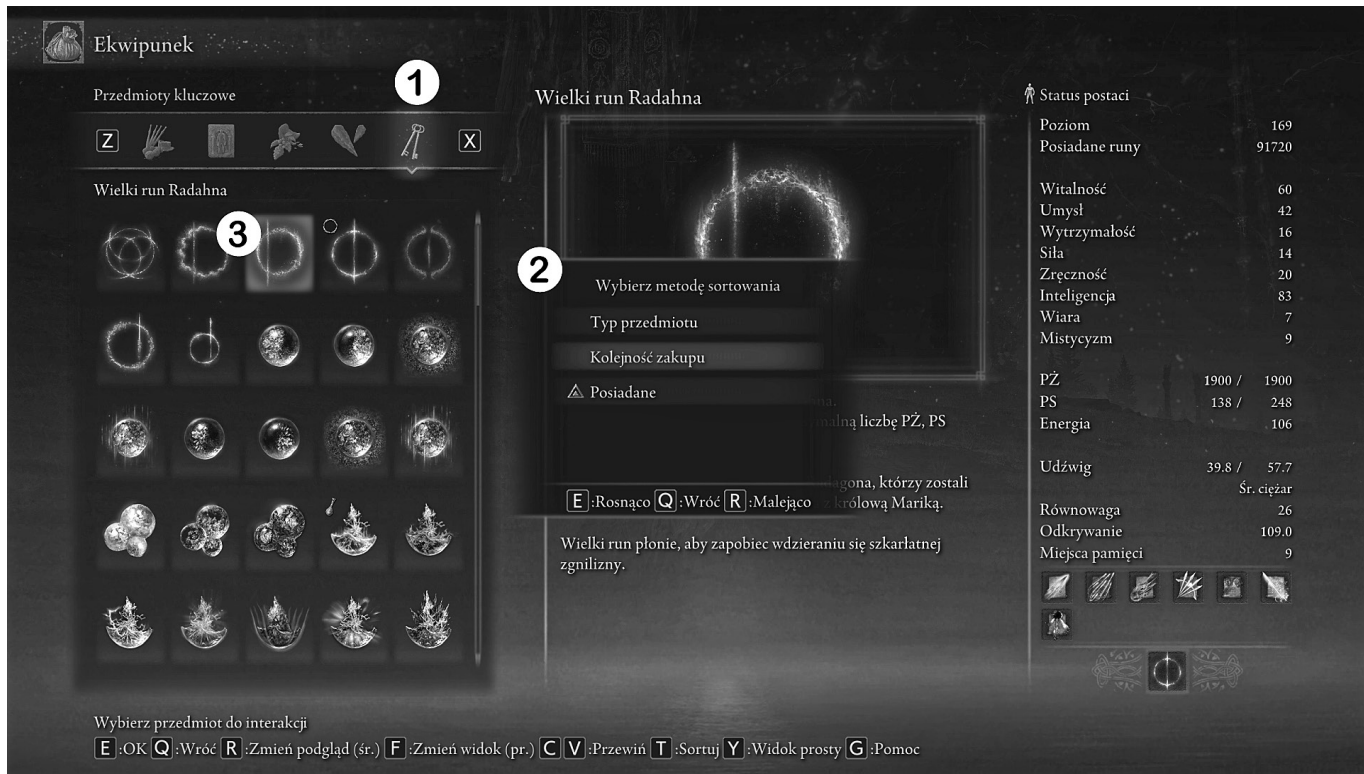 Ekwipunek
Przedmioty kluczowe
1
Z
X
Wielki run Radahna
3
Wielki run Radahna
2
Wybierz metodę sortowania
Typ przedmiotu
Kolejność zakupu
Posiadane
E :Rosnąco Q :Wróć R :Malejąco
liczbę PŻ, PS
którzy zostali
królową Mariką.
Wielki run płonie, aby zapobiec wdzieraniu się szkarłatnej
zgnilizny.
Status postaci
Poziom 169
Posiadane runy 91720
Witalność 60
Umysł 42
Wytrzymałość 16
Siła 14
Zręczność 20
Inteligencja 83
Wiara 7
Mistycyzm 9
PŻ 1900 / 1900
PS 138 / 248
Energia 106
Udźwig 39.8 / 57.7
Śr. ciężar
Równowaga 26
Odkrywanie 109.0
Miejsca pamięci 9
Wybierz przedmiot do interakcji
E :OK Q :Wróć R :Zmień podgląd (śr.) F :Zmień widok (pr.) C V :Przewiń T :Sortuj Y :Widok prosty G :Pomoc